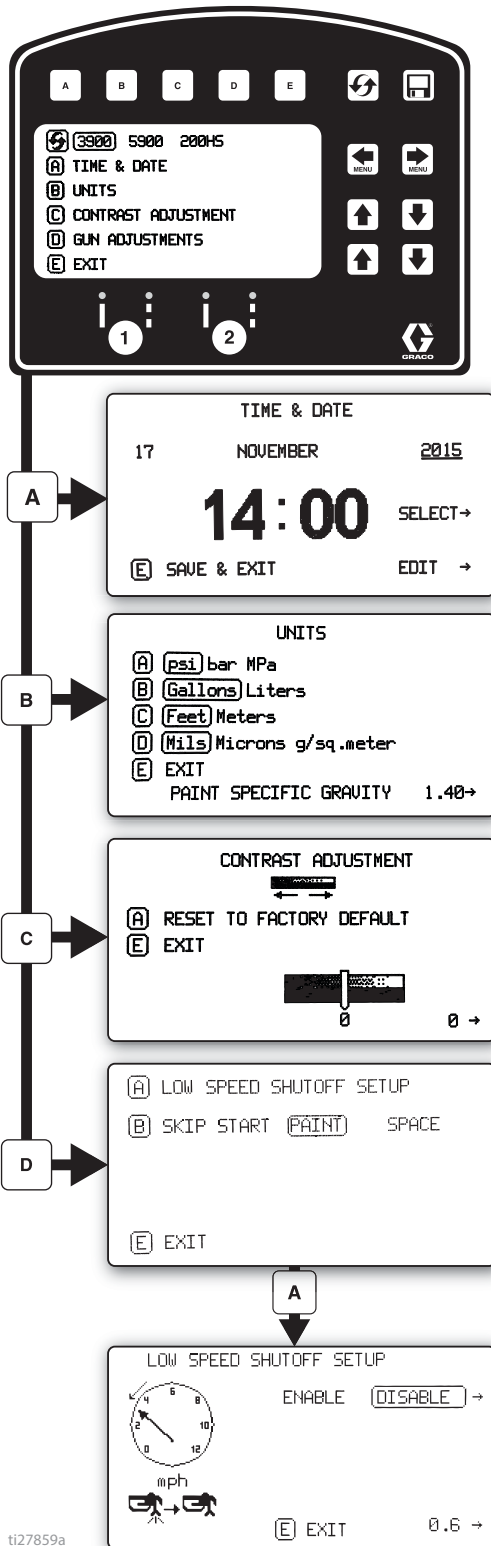 A B C D E
3900 5900 200HS
A TIME & DATE
B UNITS
C CONTRAST ADJUSTMENT
D GUN ADJUSTMENTS
E EXIT
MENU MENU
1 2
GRACO
A
TIME & DATE
17 NOVEMBER 2015
14:00 SELECT→
E SAVE & EXIT EDIT →
B
UNITS
A psi bar MPa
B Gallons Liters
C Feet Meters
D Mils Microns g/sq.meter
E EXIT
PAINT SPECIFIC GRAVITY 1.40→
C
CONTRAST ADJUSTMENT
A RESET TO FACTORY DEFAULT
E EXIT
0 0 →
D
A LOW SPEED SHUTOFF SETUP
B SKIP START PAINT SPACE
E EXIT
A
LOW SPEED SHUTOFF SETUP
ENABLE DISABLE →
0 2 4 6 8 10 12
mph
E EXIT 0.6 →
ti27859a